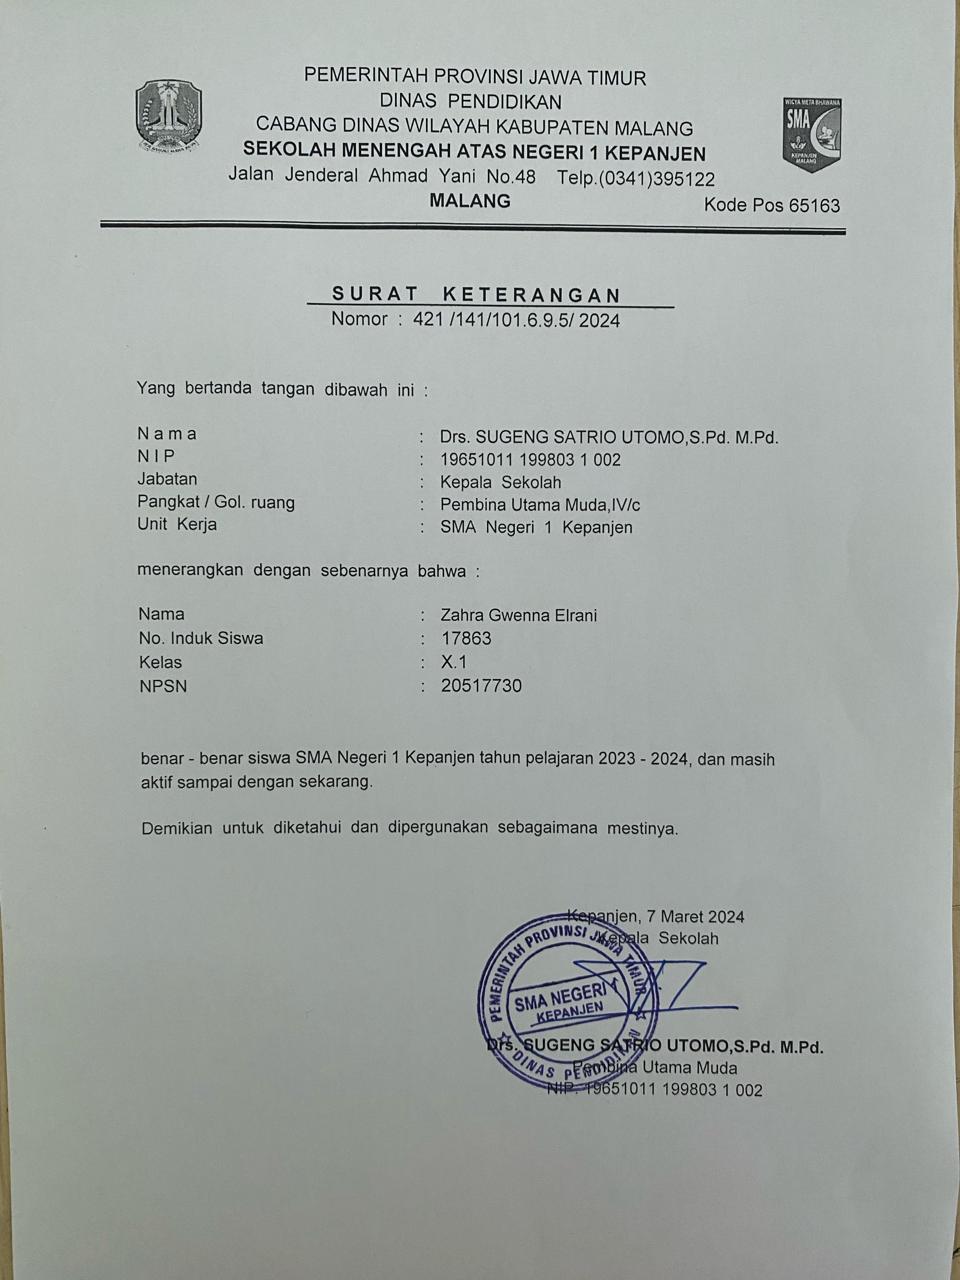 PEMERINTAH PROVINSI JAWA TIMUR
DINAS PENDIDIKAN
CABANG DINAS WILAYAH KABUPATEN MALANG
SEKOLAH MENENGAH ATAS NEGERI 1 KEPANJEN
Jalan Jenderal Ahmad Yani No.48 Telp.(0341)395122
MALANG
Kode Pos 65163
WICYA META BHAWANA
SMA
KEPANJEN
MALANG
SURAT KETERANGAN
Nomor : 421 /141/101.6.9.5/ 2024
Yang bertanda tangan dibawah ini :
N a m a : Drs. SUGENG SATRIO UTOMO,S.Pd. M.Pd.
N I P : 19651011 199803 1 002
Jabatan : Kepala Sekolah
Pangkat / Gol. ruang : Pembina Utama Muda,IV/c
Unit Kerja : SMA Negeri 1 Kepanjen
menerangkan dengan sebenarnya bahwa :
Nama : Zahra Gwenna Elrani
No. Induk Siswa : 17863
Kelas : X.1
NPSN : 20517730
benar - benar siswa SMA Negeri 1 Kepanjen tahun pelajaran 2023 - 2024, dan masih
aktif sampai dengan sekarang.
Demikian untuk diketahui dan dipergunakan sebagaimana mestinya.
Kepanjen, 7 Maret 2024
Kepala Sekolah
PEMERINTAH PROVINSI JAWA TIMUR
SMA NEGERI 1
KEPANJEN
DINAS PENDIDIKAN
Drs. SUGENG SATRIO UTOMO,S.Pd. M.Pd.
Pembina Utama Muda
NIP. 19651011 199803 1 002